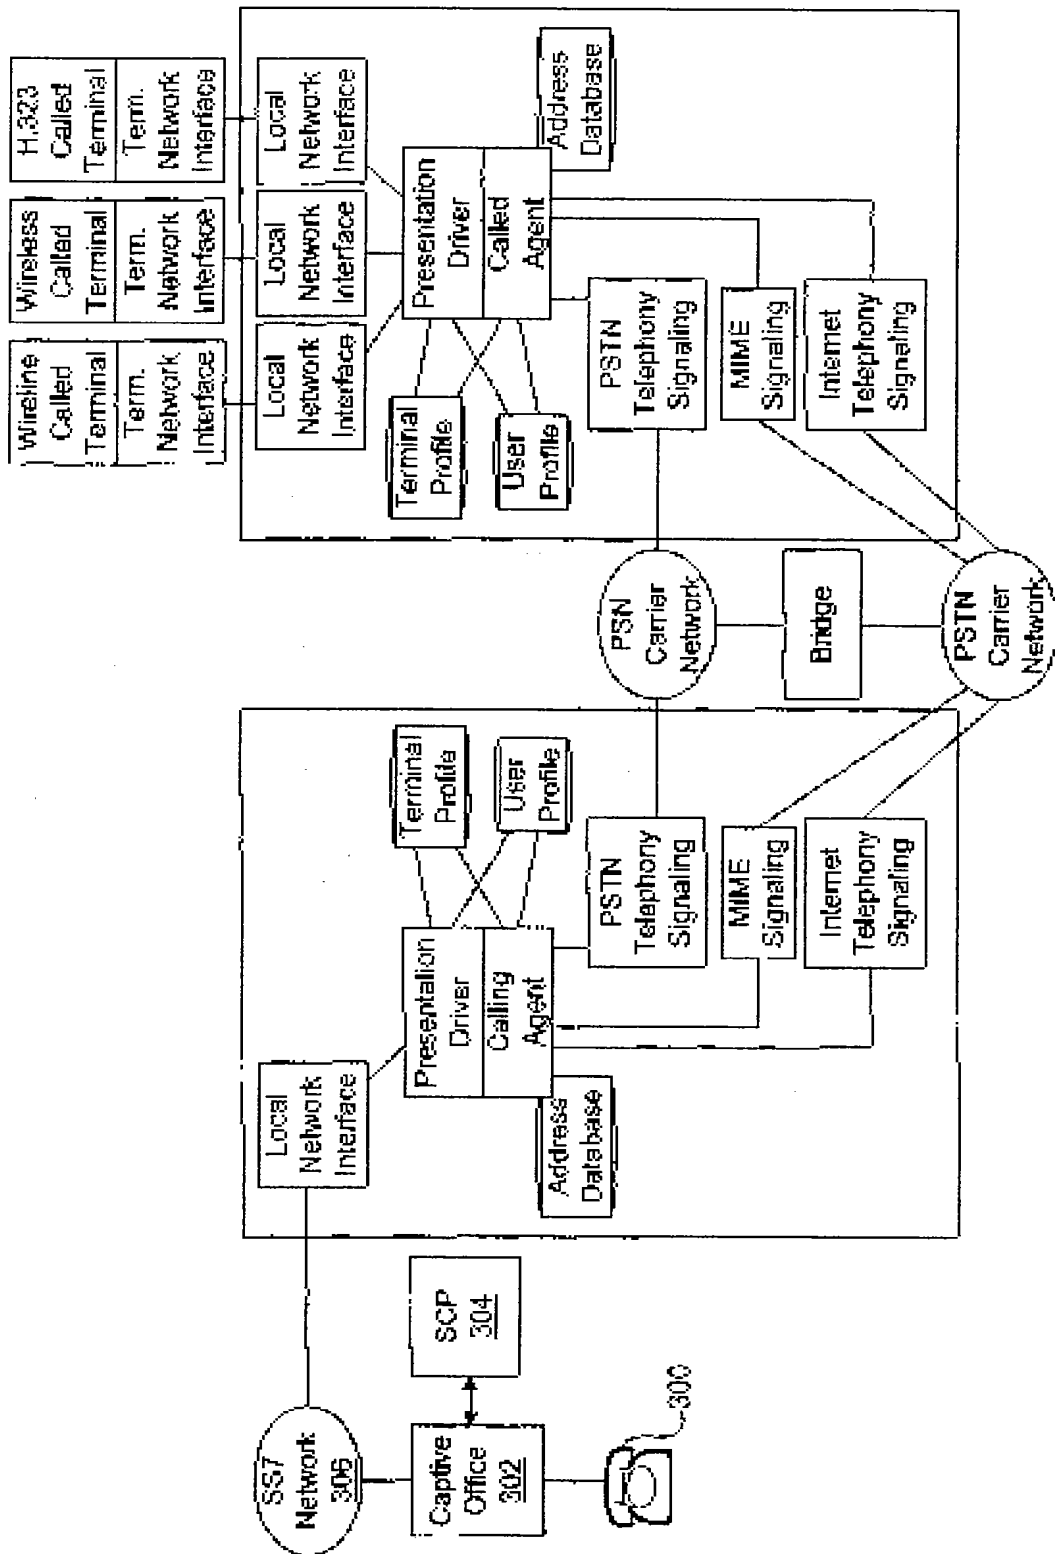 Wireline
Called
Terminal
Term.
Network
Interface
Wireless
Called
Terminal
Term.
Network
Interface
H.323
Called
Terminal
Term.
Network
Interface
SS7
Network
306
Local
Network
Interface
Local
Network
Interface
Local
Network
Interface
Local
Network
Interface
Captive
Office
302
SCP
304
Presentation
Driver
Calling
Agent
Terminal
Profile
User
Profile
Address
Database
Terminal
Profile
User
Profile
Presentation
Driver
Called
Agent
Address
Database
300
PSTN
Telephony
Signaling
PSN
Carrier
Network
PSTN
Telephony
Signaling
MIME
Signaling
Bridge
MIME
Signaling
Internet
Telephony
Signaling
PSTN
Carrier
Network
Internet
Telephony
Signaling